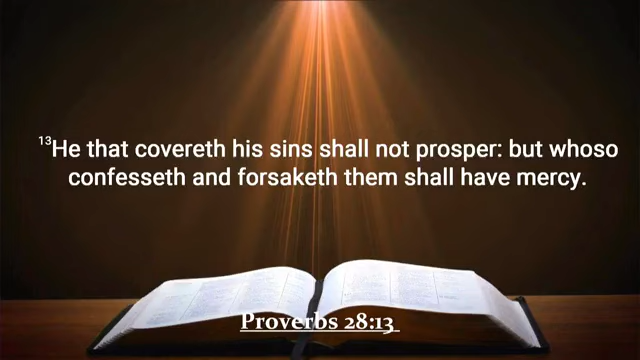 ¹³He that covereth his sins shall not prosper: but whoso
confesseth and forsaketh them shall have mercy.
Proverbs 28:13